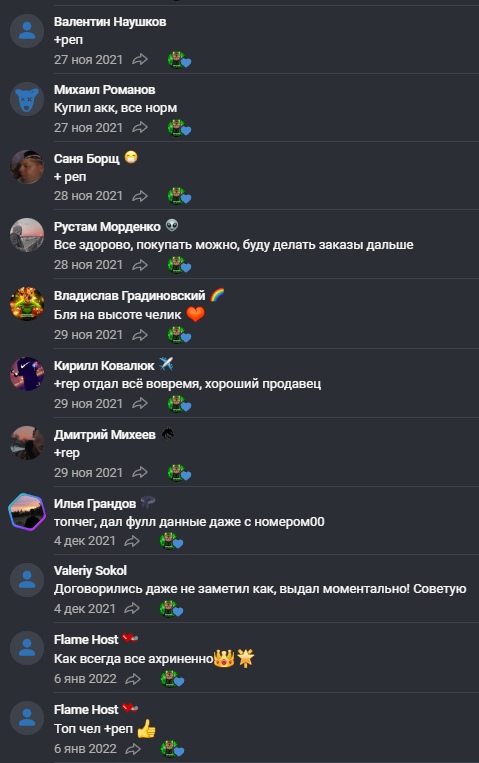 Валентин Наушков
+реп
27 ноя 2021
Михаил Романов
Купил акк, все норм
27 ноя 2021
Саня Борщ
+ реп
28 ноя 2021
Рустам Морденко
Все здорово, покупать можно, буду делать заказы дальше
28 ноя 2021
Владислав Градиновский
Бля на высоте челик
29 ноя 2021
Кирилл Ковалюк
+rep отдал всё вовремя, хороший продавец
29 ноя 2021
Дмитрий Михеев
+rep
29 ноя 2021
Илья Грандов
топчег, дал фулл данные даже с номером00
4 дек 2021
Valeriy Sokol
Договорились даже не заметил как, выдал моментально! Советую
4 дек 2021
Flame Host
Как всегда все ахриненно
6 янв 2022
Flame Host
Топ чел +реп
6 янв 2022